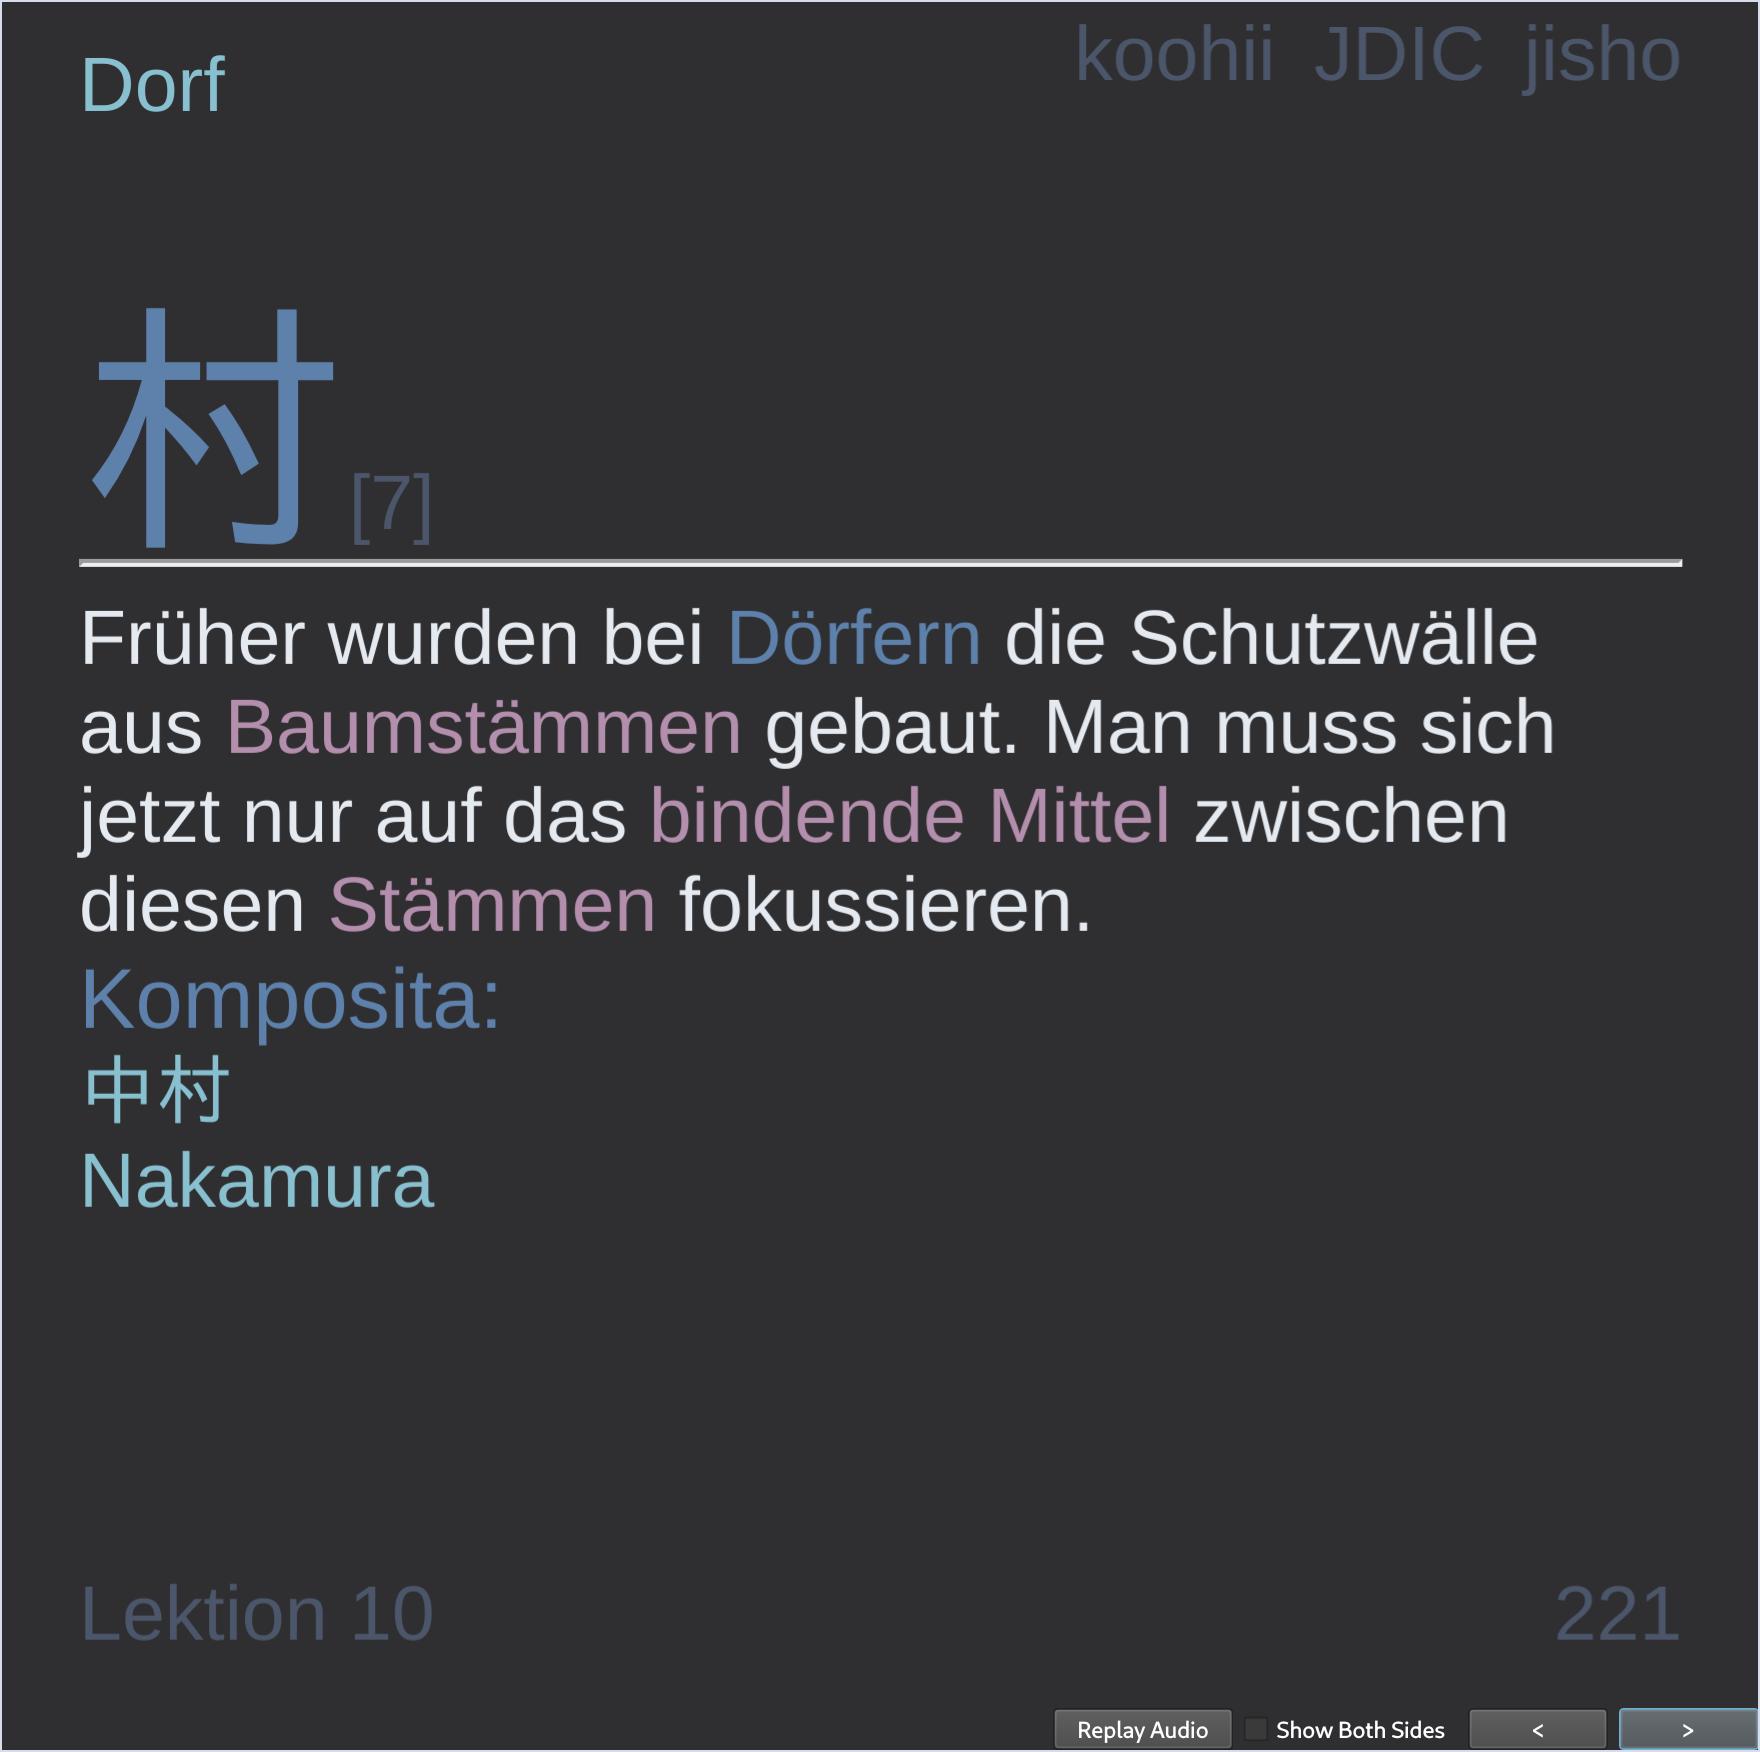 Dorf
koohii JDIC jisho
村 [7]
Früher wurden bei Dörfern die Schutzwälle
aus Baumstämmen gebaut. Man muss sich
jetzt nur auf das bindende Mittel zwischen
diesen Stämmen fokussieren.
Komposita:
中村
Nakamura
Lektion 10
221
Replay Audio
Show Both Sides
<
>